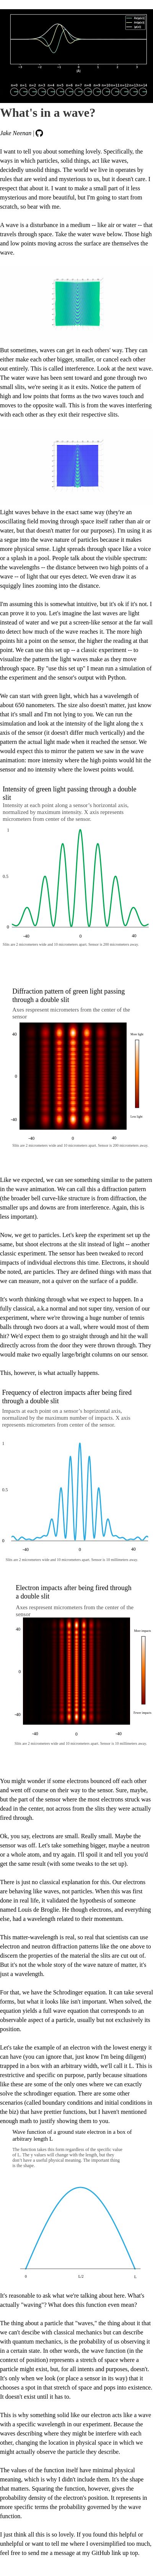 What's in a wave?
Jake Neenan |
I want to tell you about something lovely. Specifically, the
ways in which particles, solid things, act like waves,
decidedly unsolid things. The world we live in operates by
rules that are weird and mysterious to us, but it doesn't care. I
respect that about it. I want to make a small part of it less
mysterious and more beautiful, but I'm going to start from
scratch, so bear with me.
A wave is a disturbance in a medium -- like air or water -- that
travels through space. Take the water wave below. Those high
and low points moving across the surface themselves the
wave.
But sometimes, waves can get in each others' way. They can
either make each other bigger, smaller, or cancel each other
out entirely. This is called interference. Look at the next wave.
The water wave has been sent toward and gone through two
small slits, we're seeing it as it exits. Notice the pattern of
high and low points that forms as the two waves touch and
travel to the opposite wall. This is from the waves interfering
with each other as they exit their respective slits.
Light waves behave in the exact same way (they're an
oscillating field moving through space itself rather than air or
water, but that doesn't matter for our purposes). I'm using it as
a segue into the weird wave of particles because it makes
more physical sense. Light spreads through space like a voice
or a splash in a pool. People talk about the visible spectrum:
the wavelengths -- the distance between two high points of a
wave -- of light that our eyes detect. We even draw it as
squiggly lines zooming into the distance.
I'm assuming this is somewhat intuitive, but it's ok if it's not. I
can prove it to you. Let's imagine the same wave as light
instead of water and we put a screen-like sensor at the far wall
to detect how much of the wave reaches it. The more high
points hit a point on the sensor, the higher the reading at that
point. We can use this set up -- a classic experiment -- to
visualize the pattern the light waves make as they move
through space. By "use this set up" I mean run a simulation of
the experiment and the sensor's output with Python.
We can start with green light, which has a wavelength of
about 650 manometers. The size also doesn't matter, just know
that it's small and I'm not lying to you. We can run the
simulation and look at the intensity of the light along the x
axis of the sensor (it doesn't differ much vertically) and the
pattern the actual light made when it reached the sensor. We
would expect this to mirror the pattern we saw in the wave
animation: more intensity where the high points would hit the
sensor and no intensity where the lowest points would.
Intensity of green light passing through a double
slit
Intensity at each point along a sensor's horizontal axis,
normalized by maximum intensity. X axis represents
micrometers from center of the sensor.
1
0.5
0
-40 0 40
Slits are 2 micrometers wide and 10 micrometers apart. Sensor is 200 micrometers away.
Diffraction pattern of green light passing
through a double slit
Axes respresent micrometers from the center of the
sensor
Most light
40
0
-40
Less light
-40 0 40
Slits are 2 micrometers wide and 10 micrometers apart. Sensor is 200 micrometers away.
Like we expected, we can see something similar to the pattern
in the wave animation. We can call this a diffraction pattern
(the broader bell curve-like structure is from diffraction, the
smaller ups and downs are from interference. Again, this is
less important).
Now, we get to particles. Let's keep the experiment set up the
same, but shoot electrons at the slit instead of light -- another
classic experiment. The sensor has been tweaked to see the
impacts of individual electrons this time. Electrons, it should
be noted, are particles. They are defined things with mass that
we can measure, not a ripple on the surface of a puddle.
It's worth thinking through what we expect to happen. In a
fully classical, a.k.a normal and not super tiny, version of our
experiment, where we're throwing a huge number of tennis
balls through two doors at a wall, where would most of them
hit? We'd expect them to go straight through and hit the wall
directly across from the door they were thrown through. They
would make two equally large/bright columns on our sensor.
This, however, is what actually happens.
Frequency of electron impacts after being fired
through a double slit
Impacts at each point on a sensor's hoprizontal axis,
normalized by the maximum number of impacts. X axis
represents micrometers from center of the sensor.
1
0.5
0
-40 0 40
Slits are 2 micrometers wide and 10 micrometers apart. Sensor is 10 millimeters away.
Electron impacts after being fired through
a double slit
Axes respresent micrometers from the center of the
sensor
Most impacts
40
0
-40
Fewer impacts
-40 0 40
Slits are 2 micrometers wide and 10 micrometers apart. Sensor is 10 millimeters away.
You might wonder if some electrons bounced off each other
and went off course on their way to the sensor. Sure, maybe,
but the part of the sensor where the most electrons struck was
dead in the center, not across from the slits they were actually
fired through.
Ok, you say, electrons are small. Really small. Maybe the
math is just off. Let's take something bigger, maybe a neutron
or a whole atom, and try again. I'll spoil it and tell you you'd
get the same result (with some tweaks to the set up).
There is just no classical explanation for this. Our electrons
are behaving like waves, not particles. When this was first
done in real life, it validated the hypothesis of someone
named Louis de Broglie. He though electrons, and everything
else, had a wavelength related to their momentum.
This matter-wavelength is real, so real that scientists can use
electron and neutron diffraction patterns like the one above to
discern the crystal structure of the objects they are cut out of.
But it's not the whole story of the wave nature of matter, it's
just a wavelength.
For that, we have the Schrodinger equation. It can take several
forms, but what it looks like isn't important. When solved, the
equation yields a full wave equation that corresponds to an
observable aspect of a particle, usually but not exclusively its
position.
Let's take the example of an electron with the lowest energy it
can have (you can ignore that, just know I'm being diligent)
trapped in a box with an arbitrary width, we'll call it L. This is
restrictive and specific on purpose, partly because situations
like these are some of the only ones where we can exactly
solve the schrodinger equation. There are some other
scenarios (called boundary conditions and initial conditions in
the biz) that have prettier functions, but I haven't mentioned
enough math to justify showing them to you.
Wave function of a ground state electron in a box of
arbitrary length L
The function takes this form regardless of the specific value
of L. The y values will change with the length, but they
don't have a useful physical meaning. The important thing
is the shape.
0 L/2 L
It's reasonable to ask what we're talking about here. What's
actually "waving"? What does this function even mean?
The thing about a particle that "waves," the thing about it that
we can't descibe with classical mechanics but can describe
with quantum mechanics, is the probability of us observing it
in a certain state. In other words, the wave function (in the
context of position) represents a stretch of space where a
particle might exist, but, for all intents and purposes, doesn't.
It's only when we look (or place a sensor in its way) that it
chooses a spot in that stretch of space and pops into existence.
It doesn't exist until it has to.
This is why something solid like our electron acts like a wave
with a specific wavelength in our experiment. Because the
waves describing where they might be interfere with each
other, changing the location in physical space in which we
might actually observe the particle they describe.
The values of the function itself have minimal physical
meaning, which is why I didn't include them. It's the shape
that matters. Squaring the function, however, gives the
probability density of the electron's position. It represents in
more specific terms the probability governed by the wave
function.
I just think all this is so lovely. If you found this helpful or
unhelpful or want to tell me where I oversimplified too much,
feel free to send me a message at my GitHub link up top.